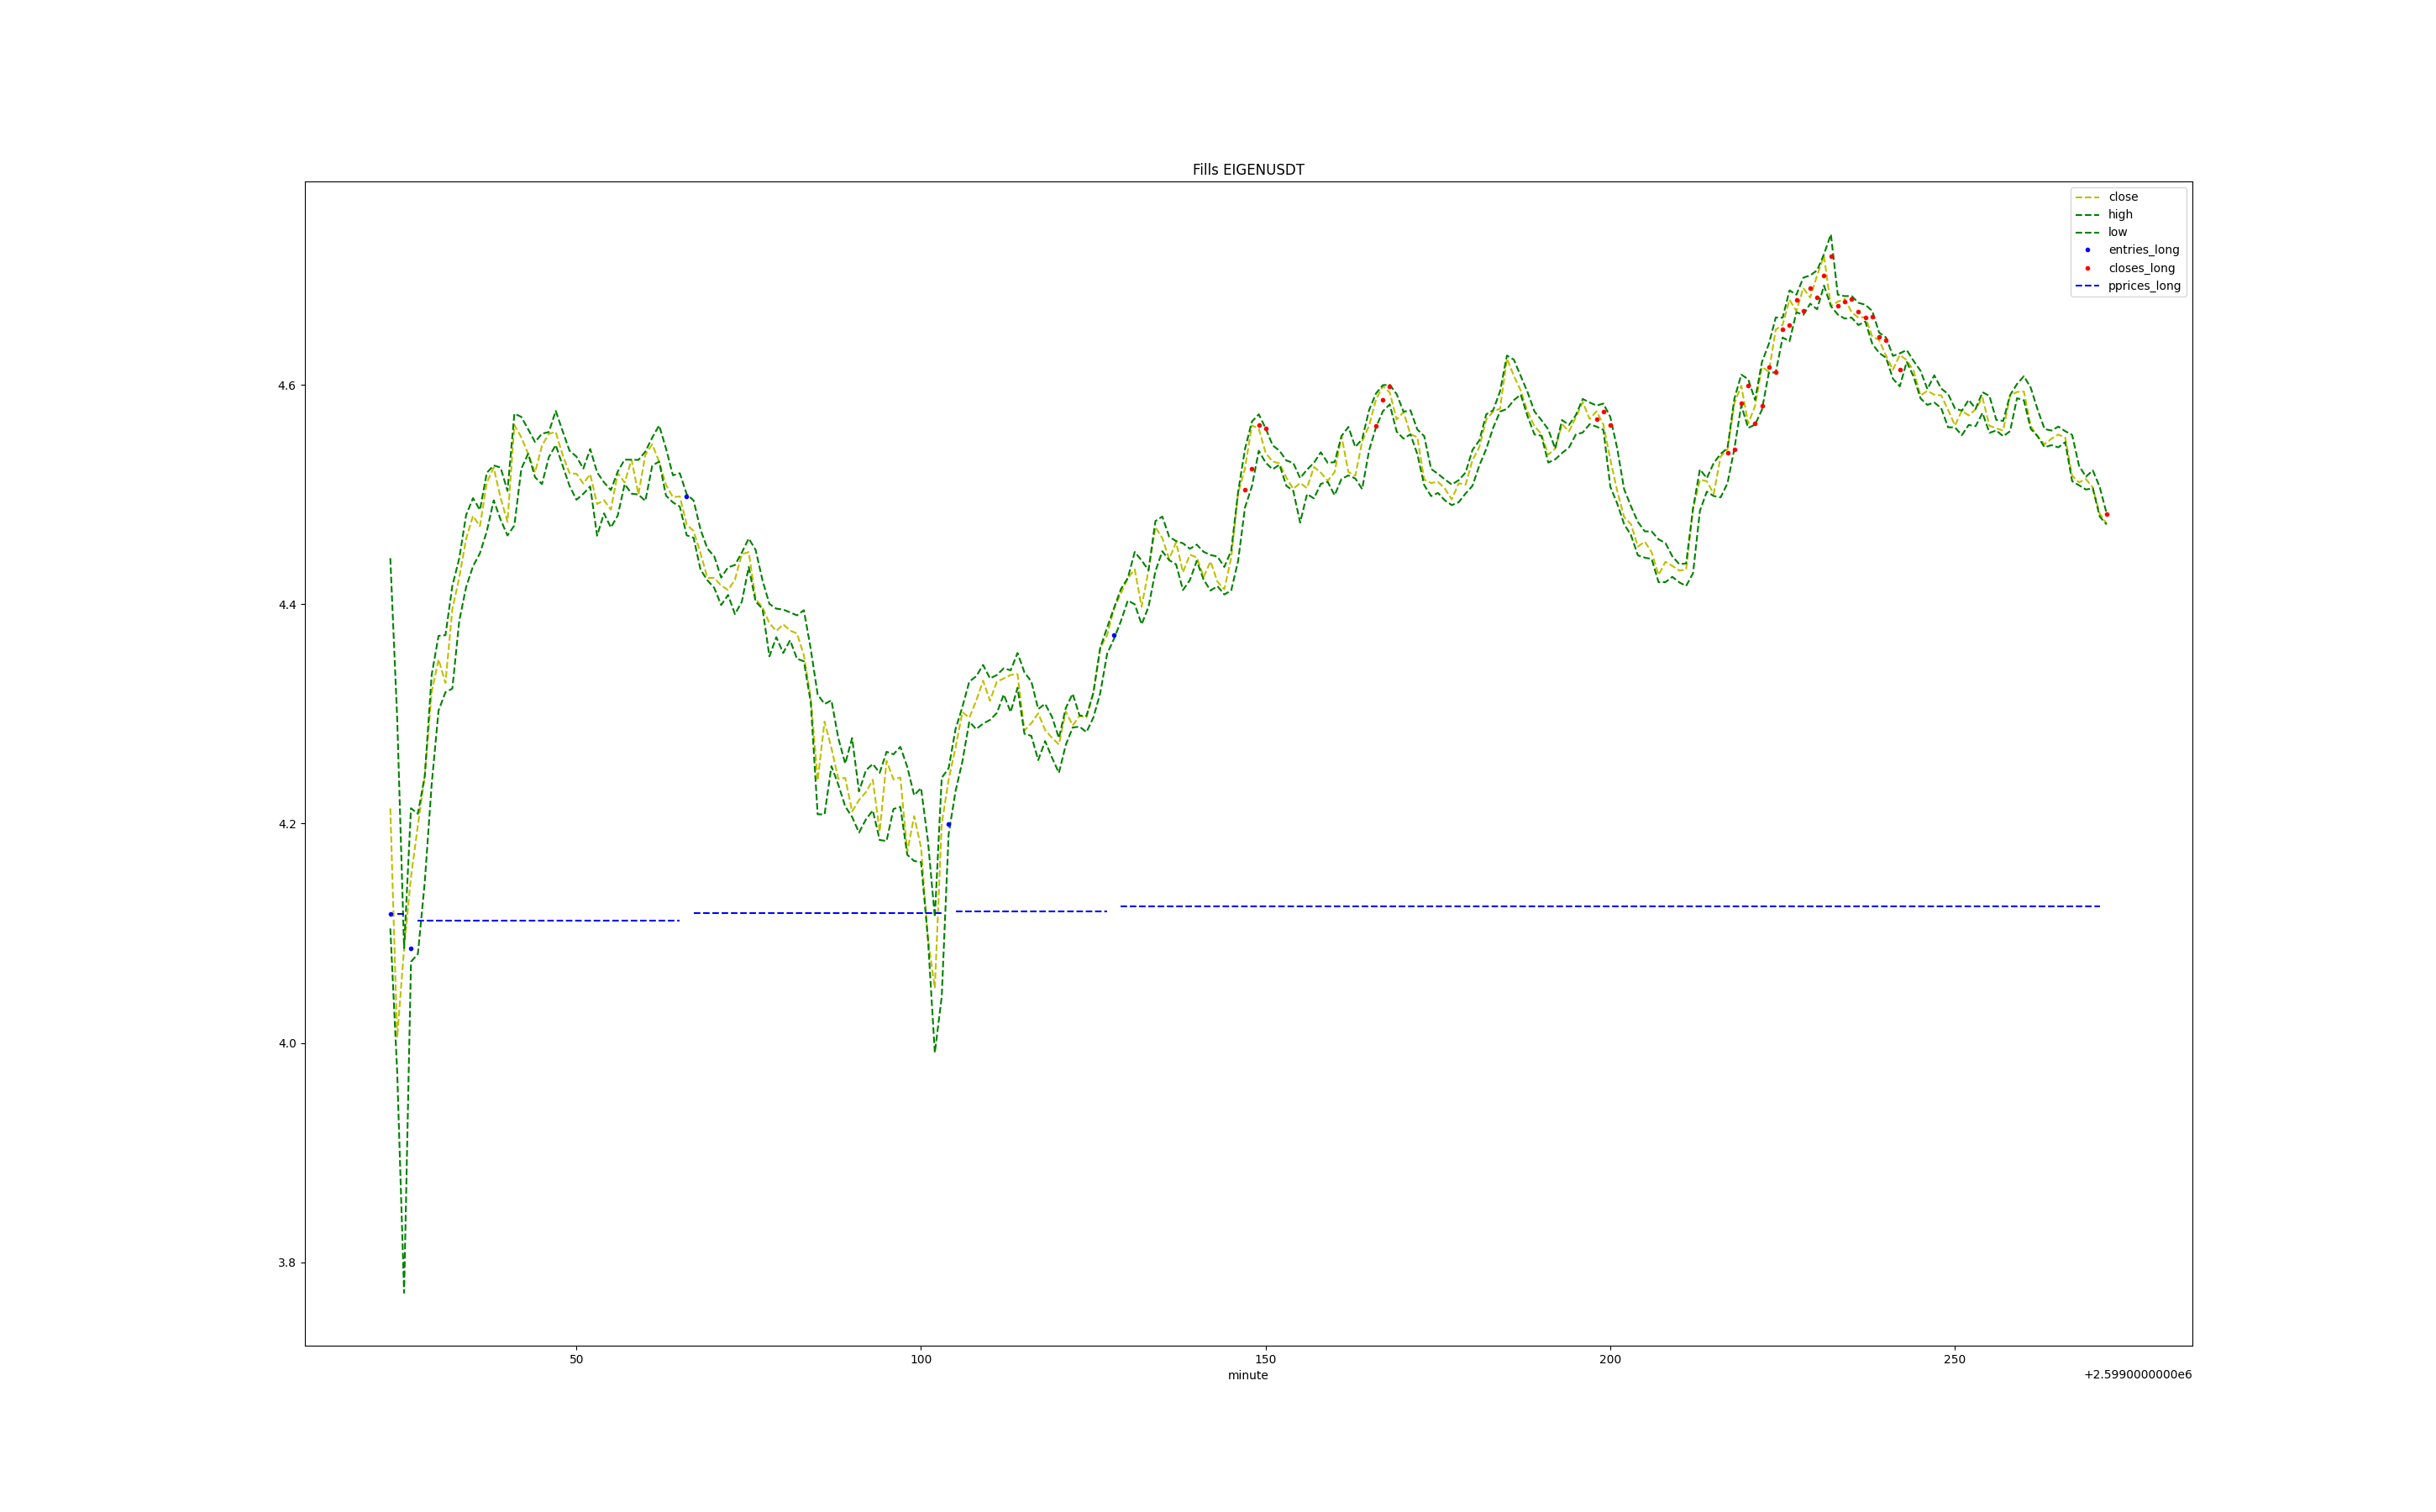 Fills EIGENUSDT
close
high
low
entries_long
closes_long
pprices_long
4.6
4.4
4.2
4.0
3.8
50
100
150
200
250
minute
+2.5990000000e6